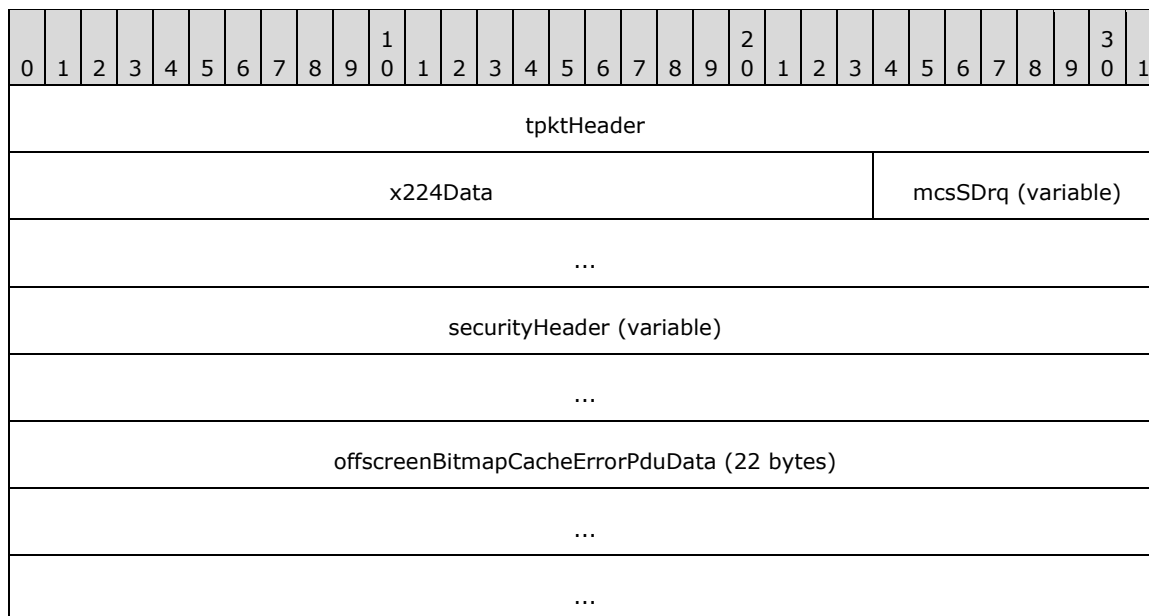 1 2 3
0 1 2 3 4 5 6 7 8 9 0 1 2 3 4 5 6 7 8 9 0 1 2 3 4 5 6 7 8 9 0 1
tpktHeader
x224Data mcsSDrq (variable)
...
securityHeader (variable)
...
offscreenBitmapCacheErrorPduData (22 bytes)
...
...